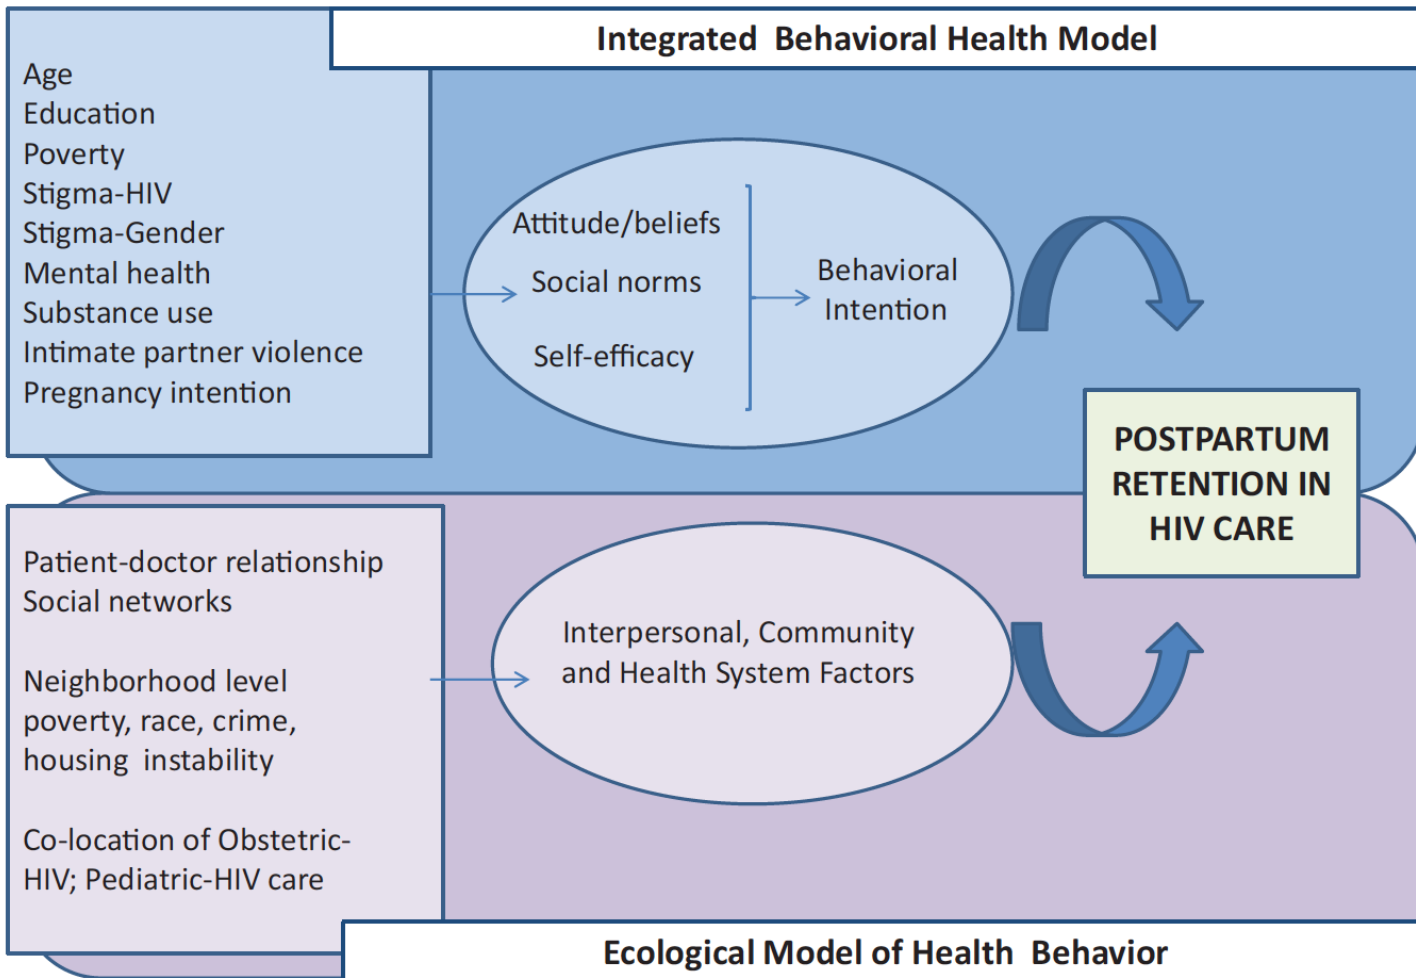 Integrated Behavioral Health Model
Age
Education
Poverty
Stigma-HIV
Stigma-Gender
Mental health
Substance use
Intimate partner violence
Pregnancy intention
Attitude/beliefs
Social norms
Self-efficacy
Behavioral
Intention
POSTPARTUM
RETENTION IN
HIV CARE
Patient-doctor relationship
Social networks
Neighborhood level
poverty, race, crime,
housing instability
Co-location of Obstetric-
HIV; Pediatric-HIV care
Interpersonal, Community
and Health System Factors
Ecological Model of Health Behavior